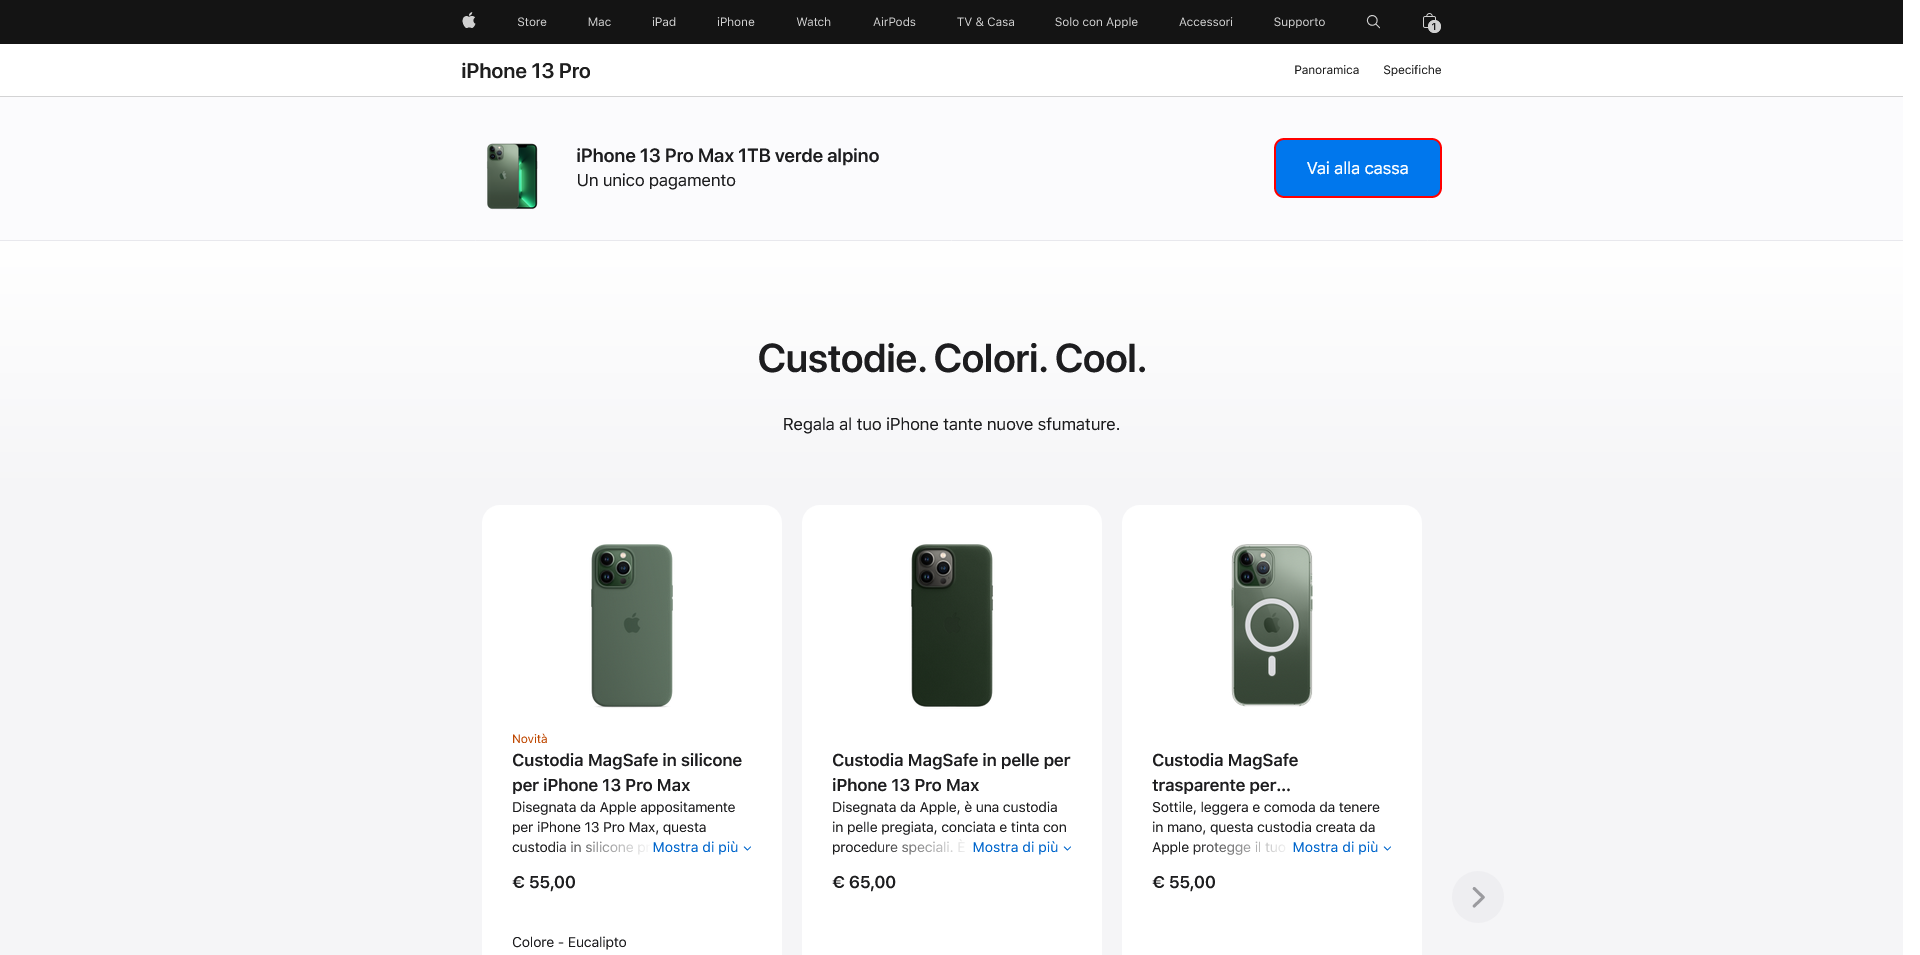 Store Mac iPad iPhone Watch AirPods TV & Casa Solo con Apple Accessori Supporto 1
iPhone 13 Pro
Panoramica Specifiche
iPhone 13 Pro Max 1TB verde alpino
Un unico pagamento
Vai alla cassa
Custodie. Colori. Cool.
Regala al tuo iPhone tante nuove sfumature.
Novità
Custodia MagSafe in silicone
per iPhone 13 Pro Max
Disegnata da Apple appositamente
per iPhone 13 Pro Max, questa
custodia in silicone p Mostra di più
€ 55,00
Colore - Eucalipto
Custodia MagSafe in pelle per
iPhone 13 Pro Max
Disegnata da Apple, è una custodia
in pelle pregiata, conciata e tinta con
procedure speciali. È Mostra di più
€ 65,00
Custodia MagSafe
trasparente per...
Sottile, leggera e comoda da tenere
in mano, questa custodia creata da
Apple protegge il tuo Mostra di più
€ 55,00